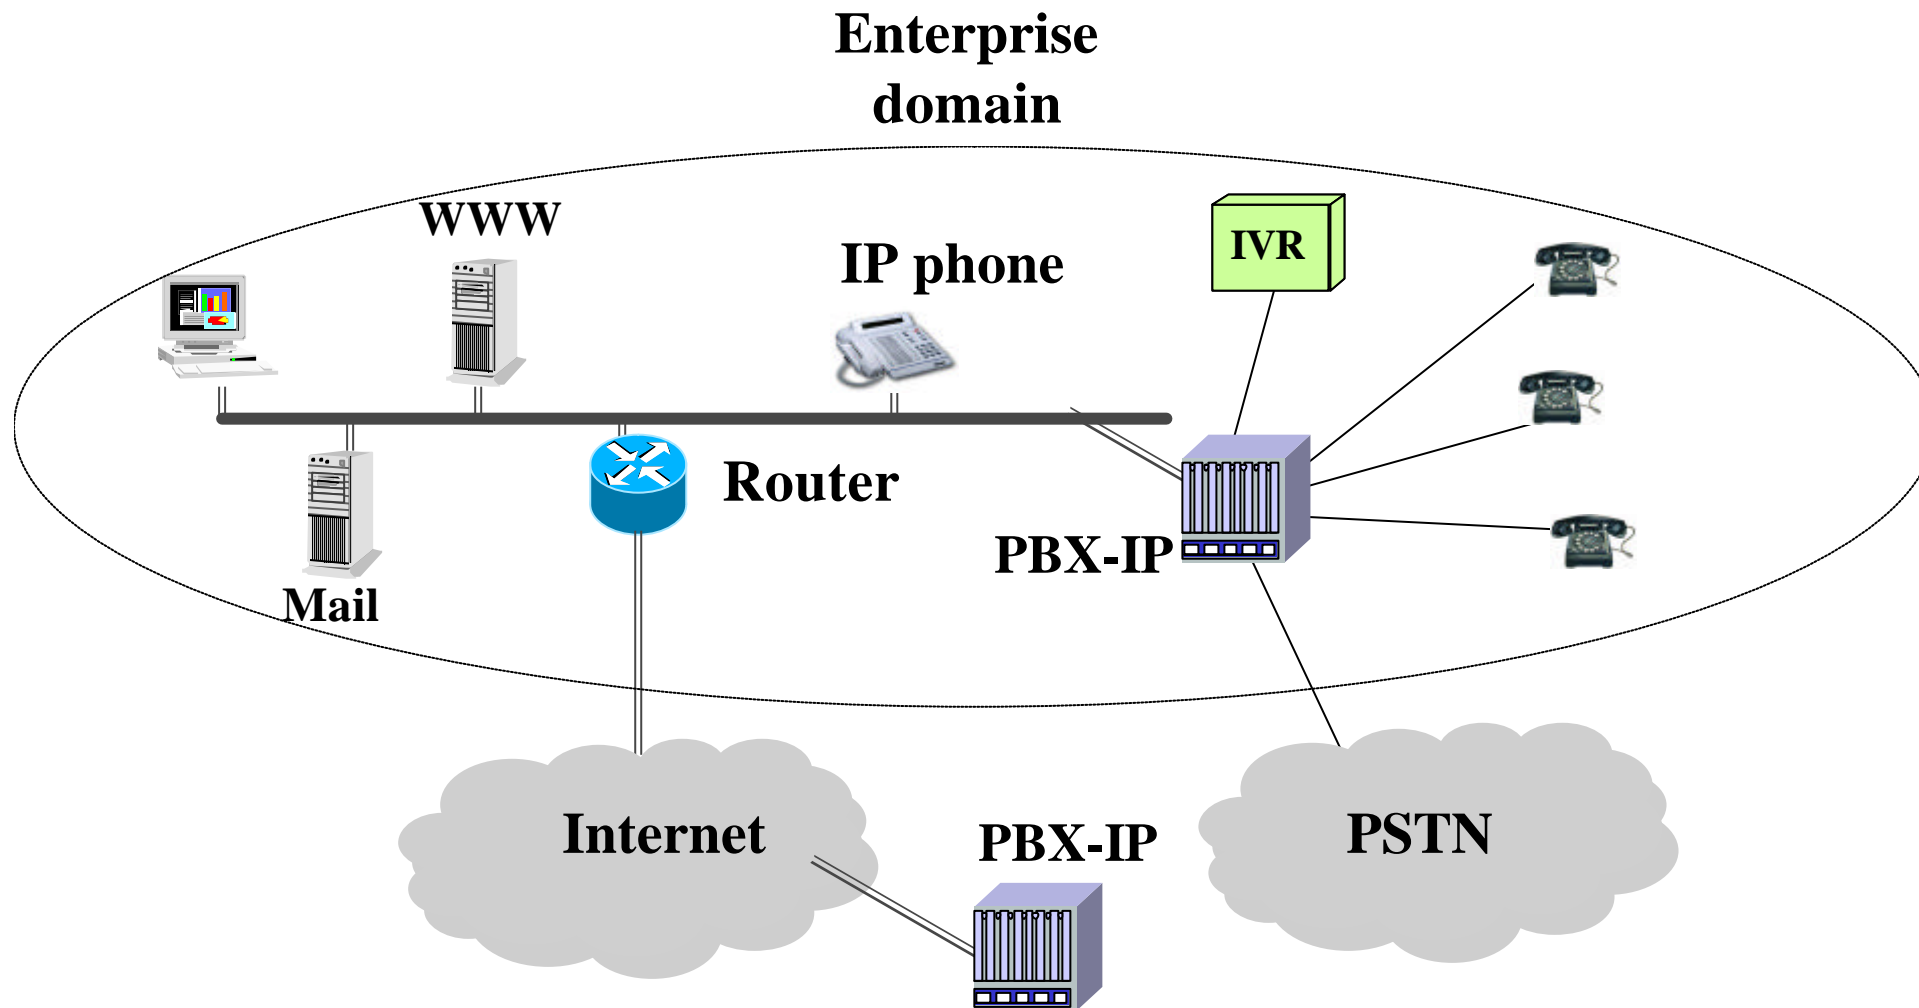 Enterprise
domain
WWW
IP phone
IVR
Router
PBX-IP
Mail
Internet
PBX-IP
PSTN